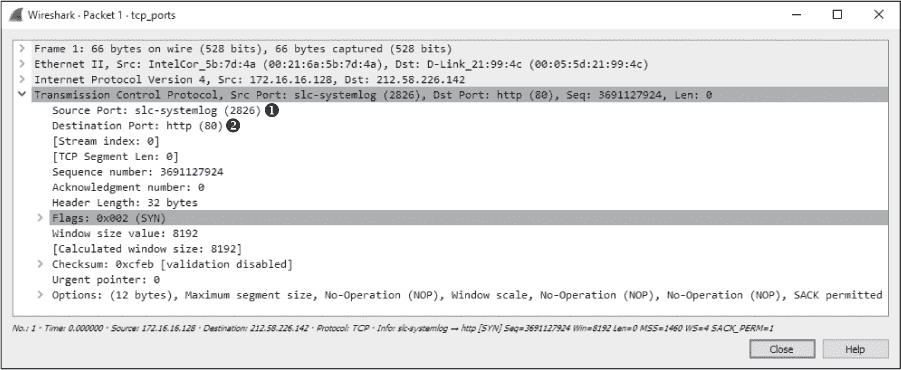 Wireshark · Packet 1 · tcp_ports
Frame 1: 66 bytes on wire (528 bits), 66 bytes captured (528 bits)
Ethernet II, Src: IntelCor_5b:7d:4a (00:21:6a:5b:7d:4a), Dst: D-Link_21:99:4c (00:05:5d:21:99:4c)
Internet Protocol Version 4, Src: 172.16.16.128, Dst: 212.58.226.142
Transmission Control Protocol, Src Port: slc-systemlog (2826), Dst Port: http (80), Seq: 3691127924, Len: 0
Source Port: slc-systemlog (2826) ❶
Destination Port: http (80) ❷
[Stream index: 0]
[TCP Segment Len: 0]
Sequence number: 3691127924
Acknowledgment number: 0
Header Length: 32 bytes
Flags: 0x002 (SYN)
Window size value: 8192
[Calculated window size: 8192]
Checksum: 0xcfeb [validation disabled]
Urgent pointer: 0
Options: (12 bytes), Maximum segment size, No-Operation (NOP), Window scale, No-Operation (NOP), No-Operation (NOP), SACK permitted
No.: 1 · Time: 0.000000 · Source: 172.16.16.128 · Destination: 212.58.226.142 · Protocol: TCP · Info: slc-systemlog → http [SYN] Seq=3691127924 Win=8192 Len=0 MSS=1460 WS=4 SACK_PERM=1
Close Help